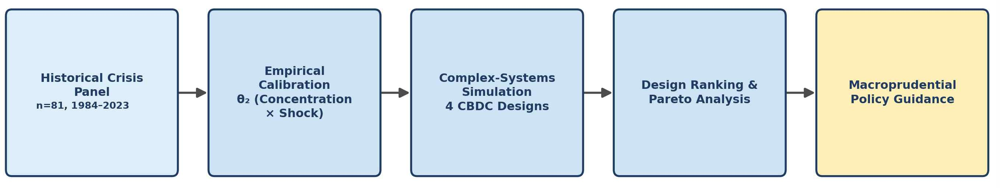 Historical Crisis
Panel
n=81, 1984–2023
Empirical
Calibration
θ₂ (Concentration
× Shock)
Complex-Systems
Simulation
4 CBDC Designs
Design Ranking &
Pareto Analysis
Macroprudential
Policy Guidance